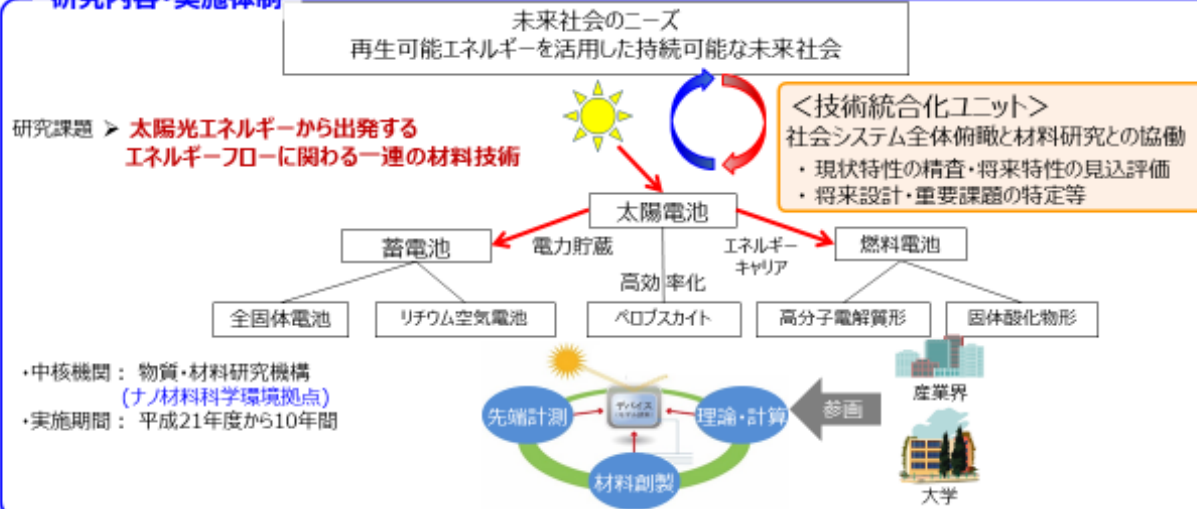 研究内容・実施体制
未来社会のニーズ
再生可能エネルギーを活用した持続可能な未来社会
研究課題 ➢ 太陽光エネルギーから出発する
エネルギーフローに関わる一連の材料技術
<技術統合化ユニット>
社会システム全体俯瞰と材料研究との協働
・現状特性の精査・将来特性の見込評価
・将来設計・重要課題の特定等
太陽電池
蓄電池
電力貯蔵
エネルギー
キャリア
燃料電池
高効率化
全固体電池
リチウム空気電池
ペロブスカイト
高分子電解質形
固体酸化物形
・中核機関： 物質・材料研究機構
(ナノ材料科学環境拠点)
・実施期間： 平成21年度から10年間
先端計測
デバイス
理論・計算
材料創製
参画
産業界
大学